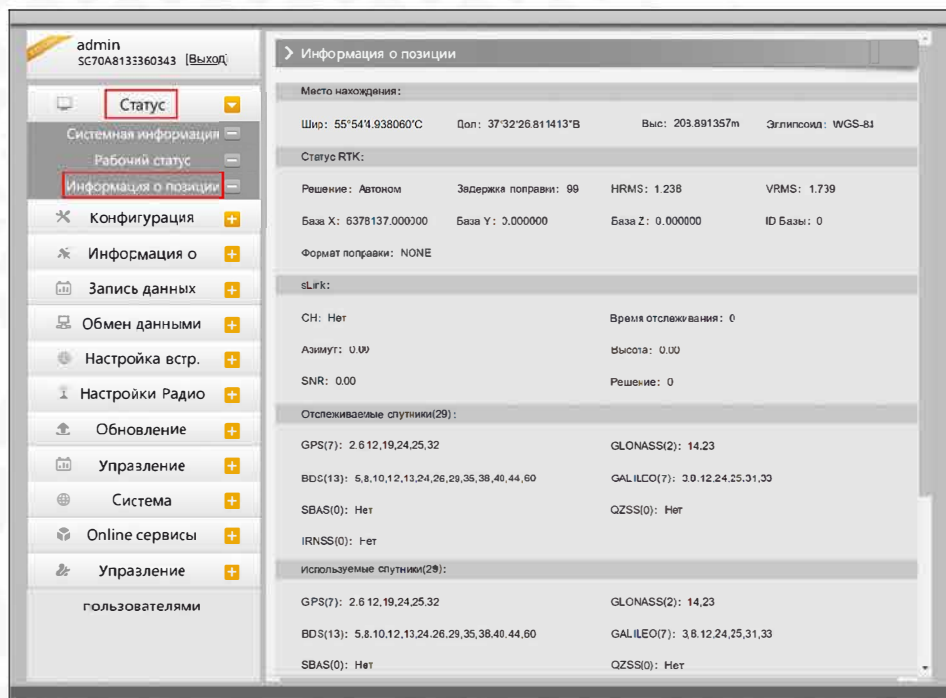 admin
SC70A8133360343 [Выход]
Статус
Системная информация
Рабочий статус
Информация о позиции
Конфигурация
Информация о
Запись данных
Обмен данными
Настройка встр.
Настройки Радио
Обновление
Управление
Система
Online сервисы
Управление
пользователями
Информация о позиции
Место нахождения:
Шир: 55°54'4.938060"С Дол: 37°32'26.811413"В Выс: 203.891357m Эллипсоид: WGS-84
Статус RTK:
Решение: Автоном Задержка поправки: 99 HRMS: 1.238 VRMS: 1.739
База X: 6378137.000000 База Y: 0.000000 База Z: 0.000000 ID Базы: 0
Формат поправки: NONE
sLink:
CH: Нет Время отслеживания: 0
Азимут: 0.00 Высота: 0.00
SNR: 0.00 Решение: 0
Отслеживаемые спутники(29):
GPS(7): 2.6 12,19,24,25,32 GLONASS(2): 14.23
BDS(13): 5,8.10,12,13,24,26,29,35,38,40,44,60 GALILEO(7): 3.8.12,24,25,31,33
SBAS(0): Нет QZSS(0): Нет
IRNSS(0): Нет
Используемые спутники(29):
GPS(7): 2.6 12,19,24,25,32 GLONASS(2): 14,23
BDS(13): 5,8.10,12,13,24,26,29,35,38,40,44,60 GALILEO(7): 3,8,12,24,25,31,33
SBAS(0): Нет QZSS(0): Нет